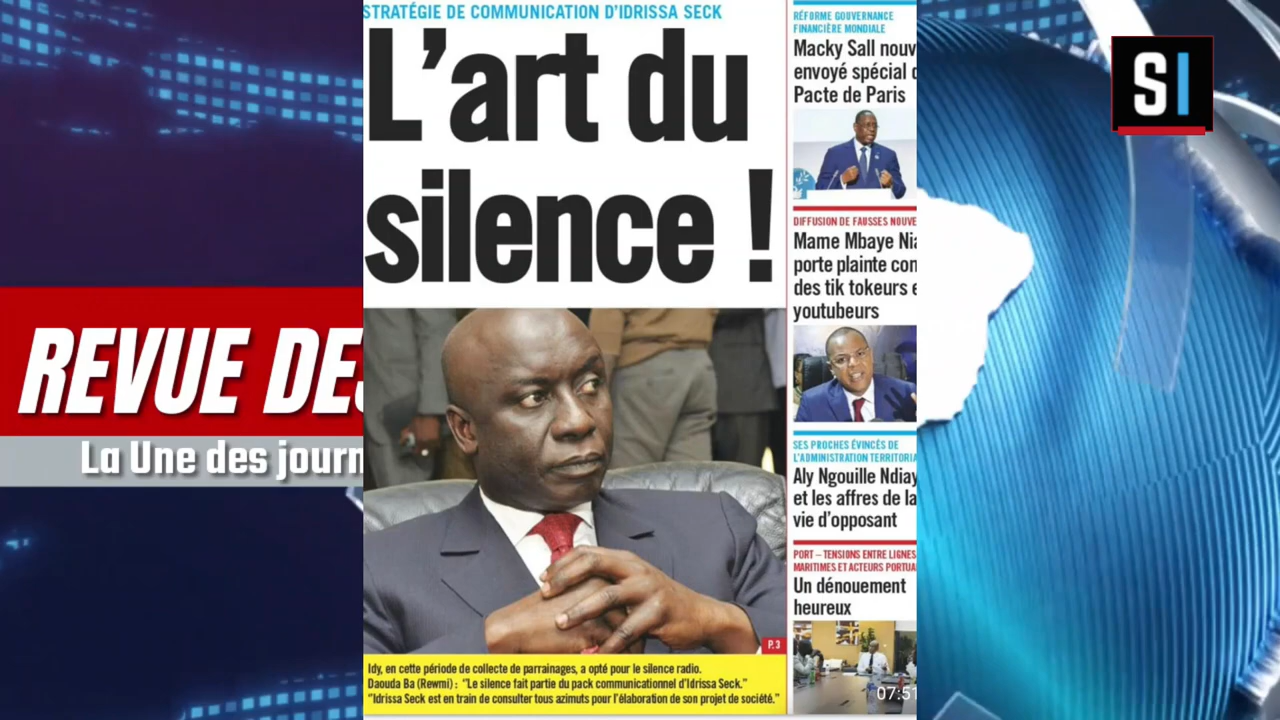 STRATÉGIE DE COMMUNICATION D'IDRISSA SECK
L'art du
silence !
P.3
Idy, en cette période de collecte de parrainages, a opté pour le silence radio.
Daouda Ba (Rewmi) : "Le silence fait partie du pack communicationnel d'Idrissa Seck."
"Idrissa Seck est en train de consulter tous azimuts pour l'élaboration de son projet de société."
RÉFORME GOUVERNANCE
FINANCIÈRE MONDIALE
Macky Sall nouv
envoyé spécial
Pacte de Paris
DIFFUSION DE FAUSSES NOUVE
Mame Mbaye Nia
porte plainte con
des tik tokeurs e
youtubeurs
SES PROCHES ÉVINCÉS DE
L'ADMINISTRATION TERRITORIA
Aly Ngouille Ndiay
et les affres de la
vie d'opposant
PORT – TENSIONS ENTRE LIGNES
MARITIMES ET ACTEURS PORTUA
Un dénouement
heureux
07:51
REVUE DES
La Une des journ
SI